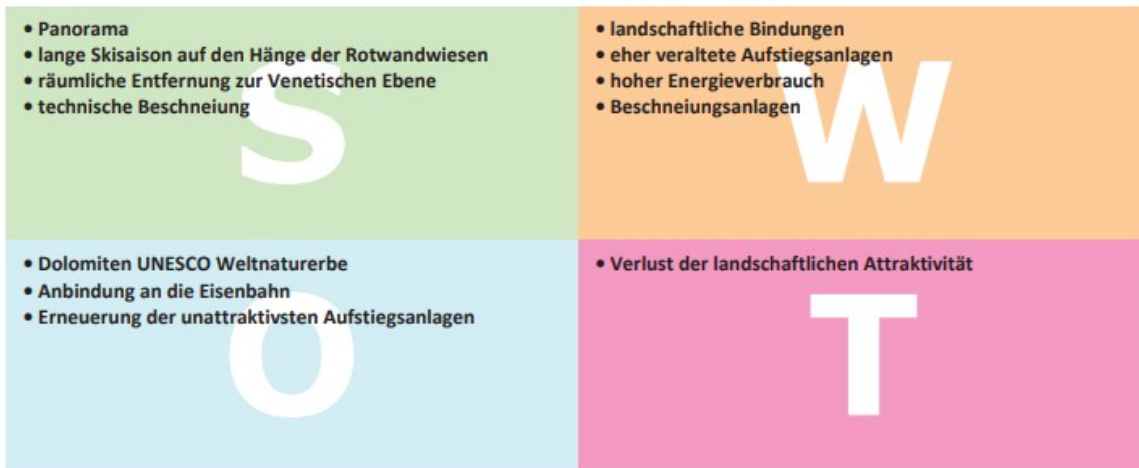 • Panorama
• lange Skisaison auf den Hänge der Rotwandwiesen
• räumliche Entfernung zur Venetischen Ebene
• technische Beschneiung
S
• landschaftliche Bindungen
• eher veraltete Aufstiegsanlagen
• hoher Energieverbrauch
• Beschneiungsanlagen
W
• Dolomiten UNESCO Weltnaturerbe
• Anbindung an die Eisenbahn
• Erneuerung der unattraktivsten Aufstiegsanlagen
O
• Verlust der landschaftlichen Attraktivität
T